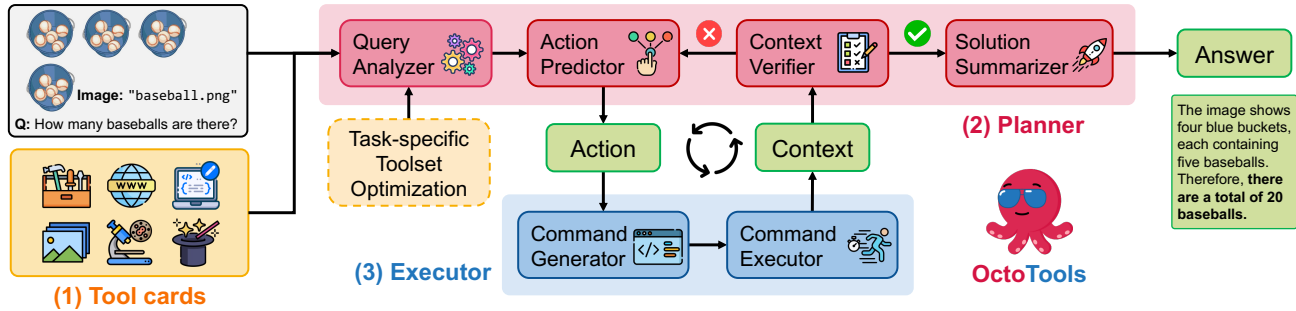 Image: "baseball.png"
Q: How many baseballs are there?
WWW
(1) Tool cards
Query
Analyzer
Action
Predictor
Context
Verifier
Solution
Summarizer
(2) Planner
Task-specific
Toolset
Optimization
Action
Context
Command
Generator
Command
Executor
(3) Executor
OctoTools
Answer
The image shows
four blue buckets,
each containing
five baseballs.
Therefore, there
are a total of 20
baseballs.